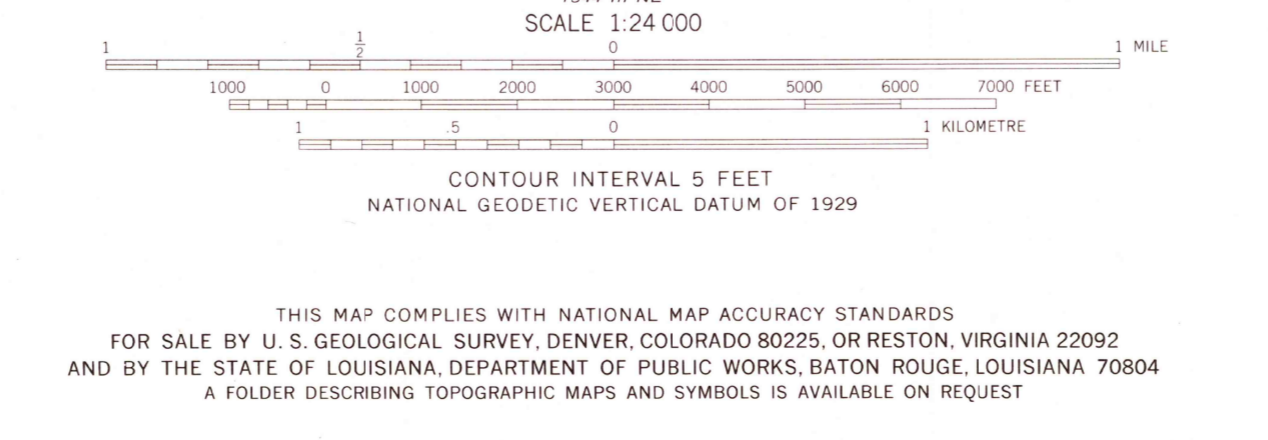 SCALE 1:24 000
1 1/2 0 1 MILE
1000 0 1000 2000 3000 4000 5000 6000 7000 FEET
1 .5 0 1 KILOMETRE
CONTOUR INTERVAL 5 FEET
NATIONAL GEODETIC VERTICAL DATUM OF 1929
THIS MAP COMPLIES WITH NATIONAL MAP ACCURACY STANDARDS
FOR SALE BY U. S. GEOLOGICAL SURVEY, DENVER, COLORADO 80225, OR RESTON, VIRGINIA 22092
AND BY THE STATE OF LOUISIANA, DEPARTMENT OF PUBLIC WORKS, BATON ROUGE, LOUISIANA 70804
A FOLDER DESCRIBING TOPOGRAPHIC MAPS AND SYMBOLS IS AVAILABLE ON REQUEST